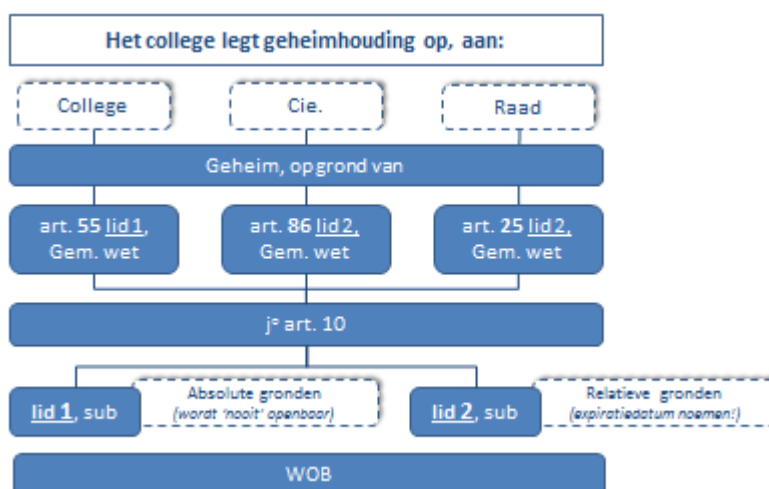 Het college legt geheimhouding op, aan:
College
Cie.
Raad
Geheim, op grond van
art. 55 lid 1,
Gem. wet
art. 86 lid 2,
Gem. wet
art. 25 lid 2,
Gem. wet
jº art. 10
lid 1, sub
Absolute gronden
(wordt 'nooit' openbaar)
lid 2, sub
Relatieve gronden
(expiratiedatum noemen!)
WOB